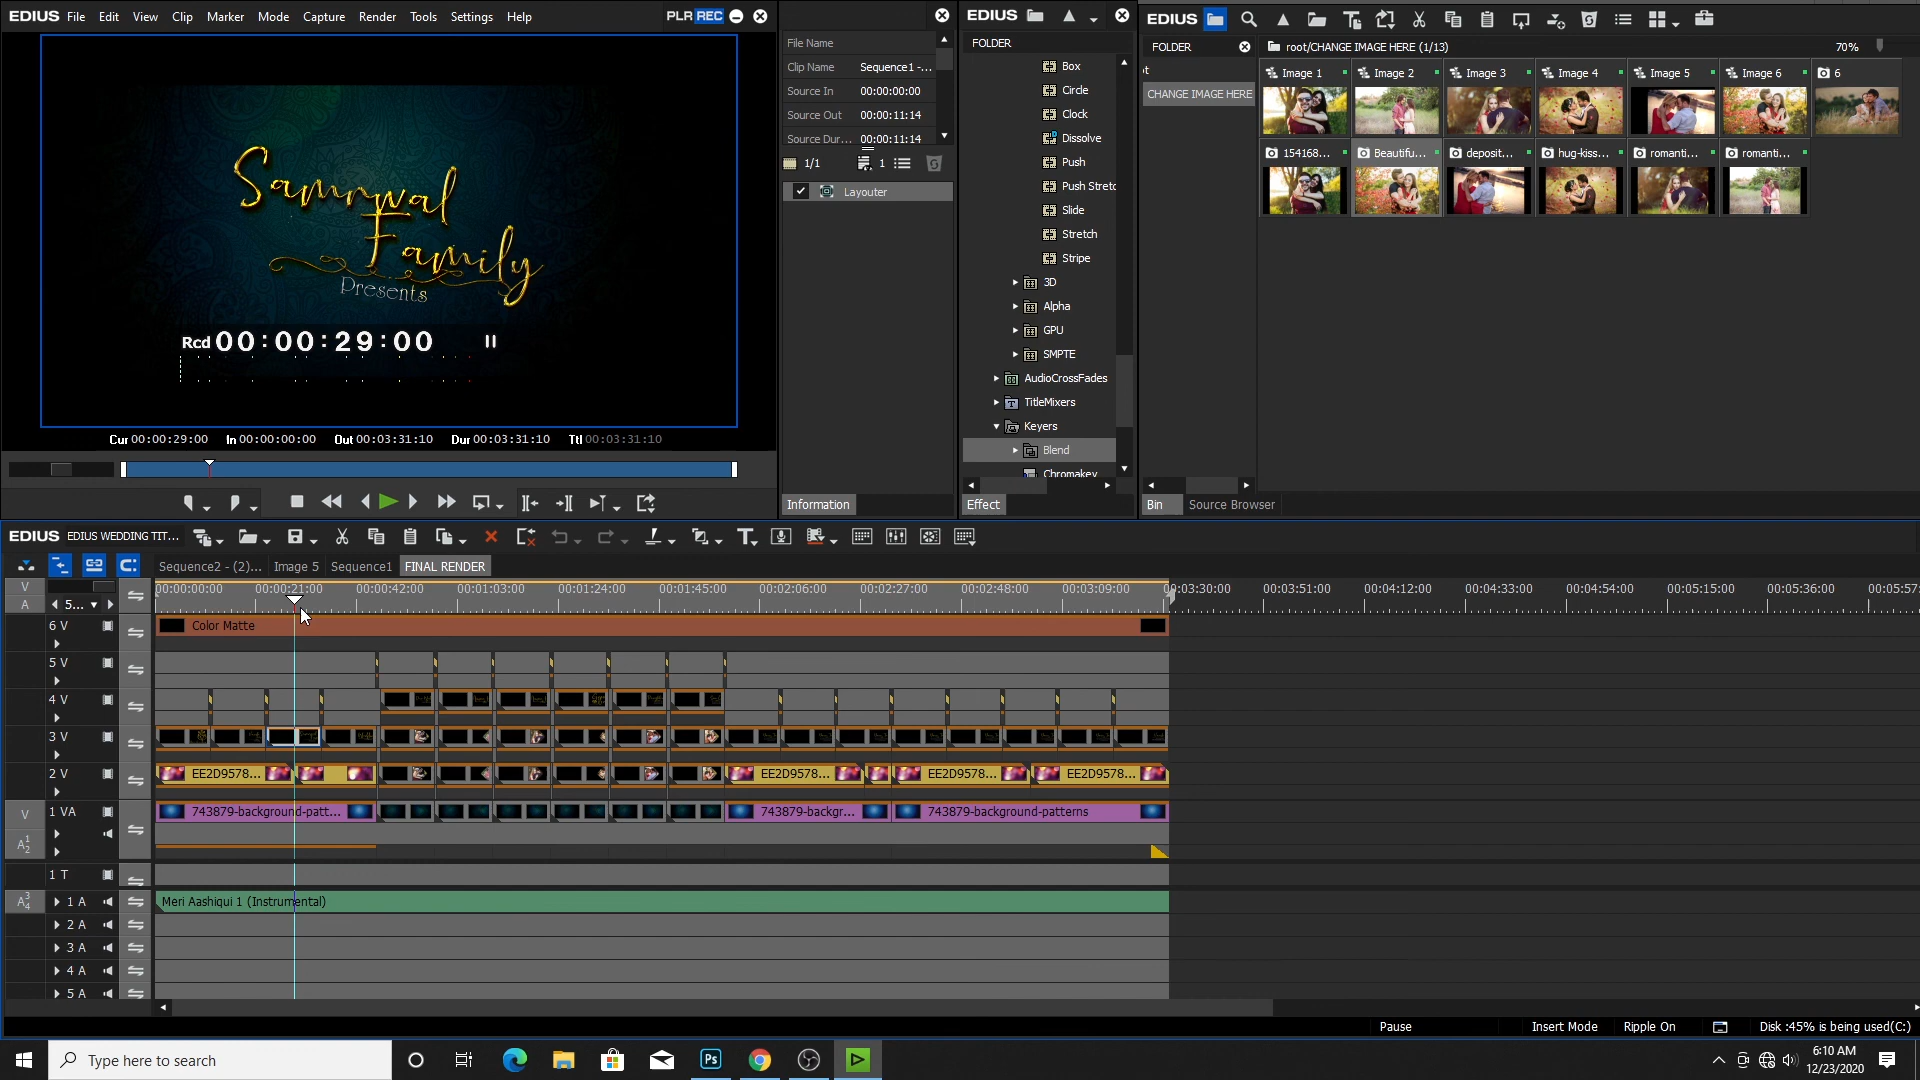 EDIUS File Edit View Clip Marker Mode Capture Render Tools Settings Help PLR REC
Samnwal
Family
Presents
Rcd 00:00:29:00
Cur 00:00:29:00 In 00:00:00:00 Out 00:03:31:10 Dur 00:03:31:10 Ttl 00:03:31:10
File Name
Clip Name Sequence1 -...
Source In 00:00:00:00
Source Out 00:00:11:14
Source Dur... 00:00:11:14
1/1 1
Layouter
Information
EDIUS
FOLDER
Box
Circle
Clock
Dissolve
Push
Push Stretc
Slide
Stretch
Stripe
3D
Alpha
GPU
SMPTE
AudioCrossFades
TitleMixers
Keyers
Blend
Chromakey
Effect
EDIUS
FOLDER root/CHANGE IMAGE HERE (1/13) 70%
CHANGE IMAGE HERE
Image 1 Image 2 Image 3 Image 4 Image 5 Image 6 6
154168... Beautifu... deposit... hug-kiss... romanti... romanti...
Bin Source Browser
EDIUS EDIUS WEDDING TIT...
Sequence2 - (2)... Image 5 Sequence1 FINAL RENDER
V
A 5...
00:00:00:00 00:00:21:00 00:00:42:00 00:01:03:00 00:01:24:00 00:01:45:00 00:02:06:00 00:02:27:00 00:02:48:00 00:03:09:00 00:03:30:00 00:03:51:00 00:04:12:00 00:04:33:00 00:04:54:00 00:05:15:00 00:05:36:00 00:05:57:
6 V Color Matte
5 V
4 V
3 V
2 V EE2D9578... EE2D9578... EE2D9578... EE2D9578...
V 1 VA 743879-background-patt... 743879-backgr... 743879-background-patterns
A12
1 T
A34 1 A Meri Aashiqui 1 (Instrumental)
2 A
3 A
4 A
5 A
Pause Insert Mode Ripple On Disk :45% is being used(C:)
Type here to search
Ps
6:10 AM
12/23/2020